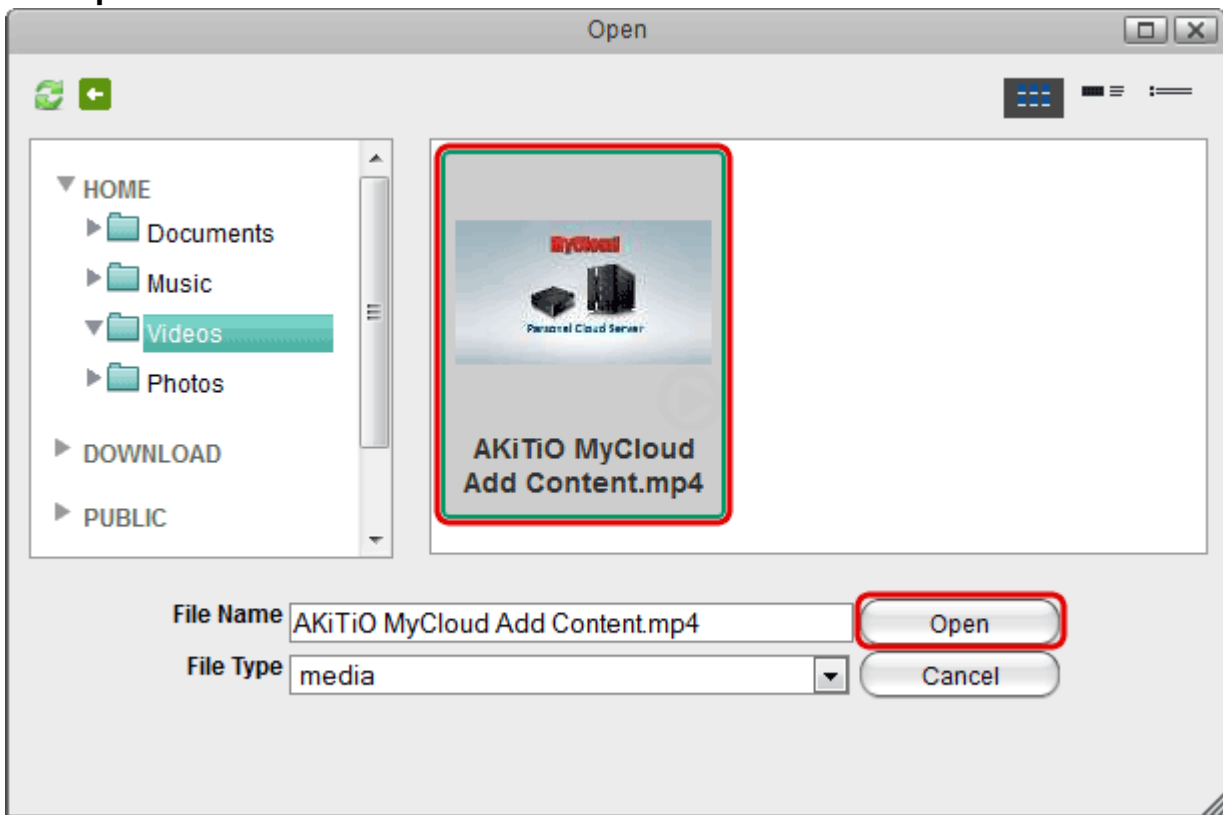 Open
HOME
Documents
Music
Videos
Photos
DOWNLOAD
PUBLIC
MyCloud
Personal Cloud Server
AKiTiO MyCloud
Add Content.mp4
File Name AKiTiO MyCloud Add Content.mp4 Open
File Type media Cancel